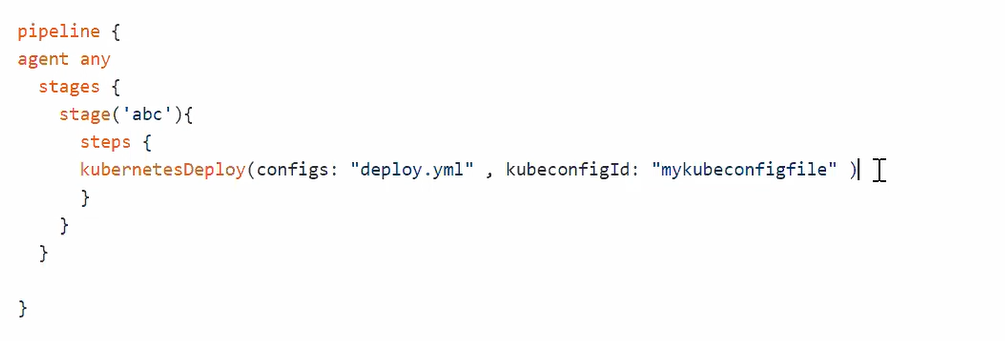 pipeline {
agent any
stages {
stage('abc'){
steps {
kubernetesDeploy(configs: "deploy.yml" , kubeconfigId: "mykubeconfigfile" )
}
}
}
}